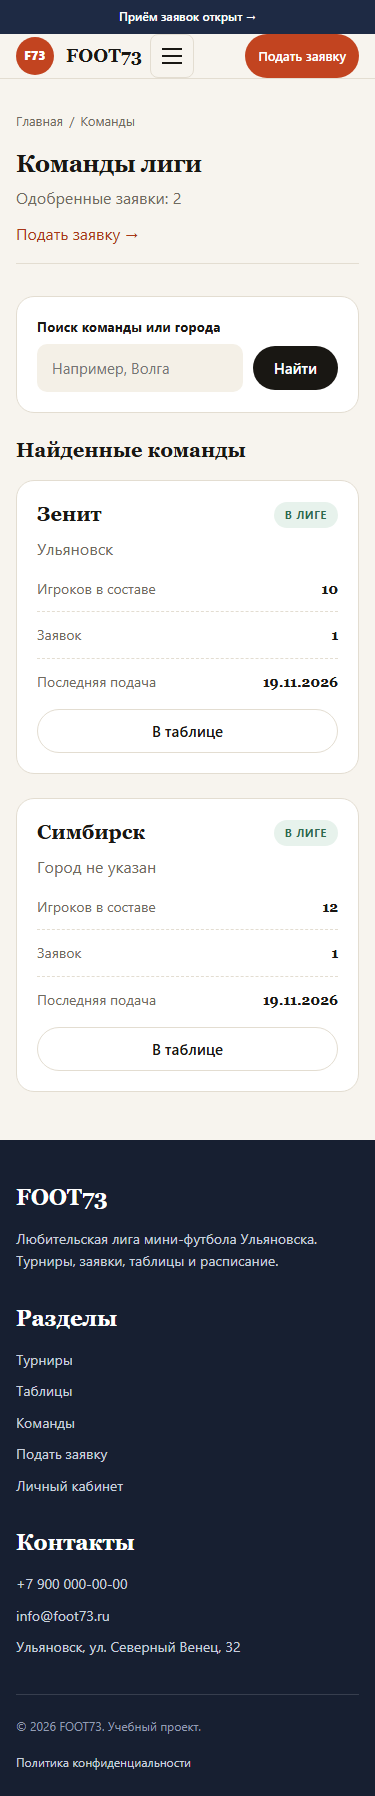 Приём заявок открыт →
F73 FOOT73 Подать заявку
Главная / Команды
Команды лиги
Одобренные заявки: 2
Подать заявку →
Поиск команды или города
Например, Волга Найти
Найденные команды
Зенит В ЛИГЕ
Ульяновск
Игроков в составе 10
Заявок 1
Последняя подача 19.11.2026
В таблице
Симбирск В ЛИГЕ
Город не указан
Игроков в составе 12
Заявок 1
Последняя подача 19.11.2026
В таблице
FOOT73
Любительская лига мини-футбола Ульяновска.
Турниры, заявки, таблицы и расписание.
Разделы
Турниры
Таблицы
Команды
Подать заявку
Личный кабинет
Контакты
+7 900 000-00-00
info@foot73.ru
Ульяновск, ул. Северный Венец, 32
© 2026 FOOT73. Учебный проект.
Политика конфиденциальности